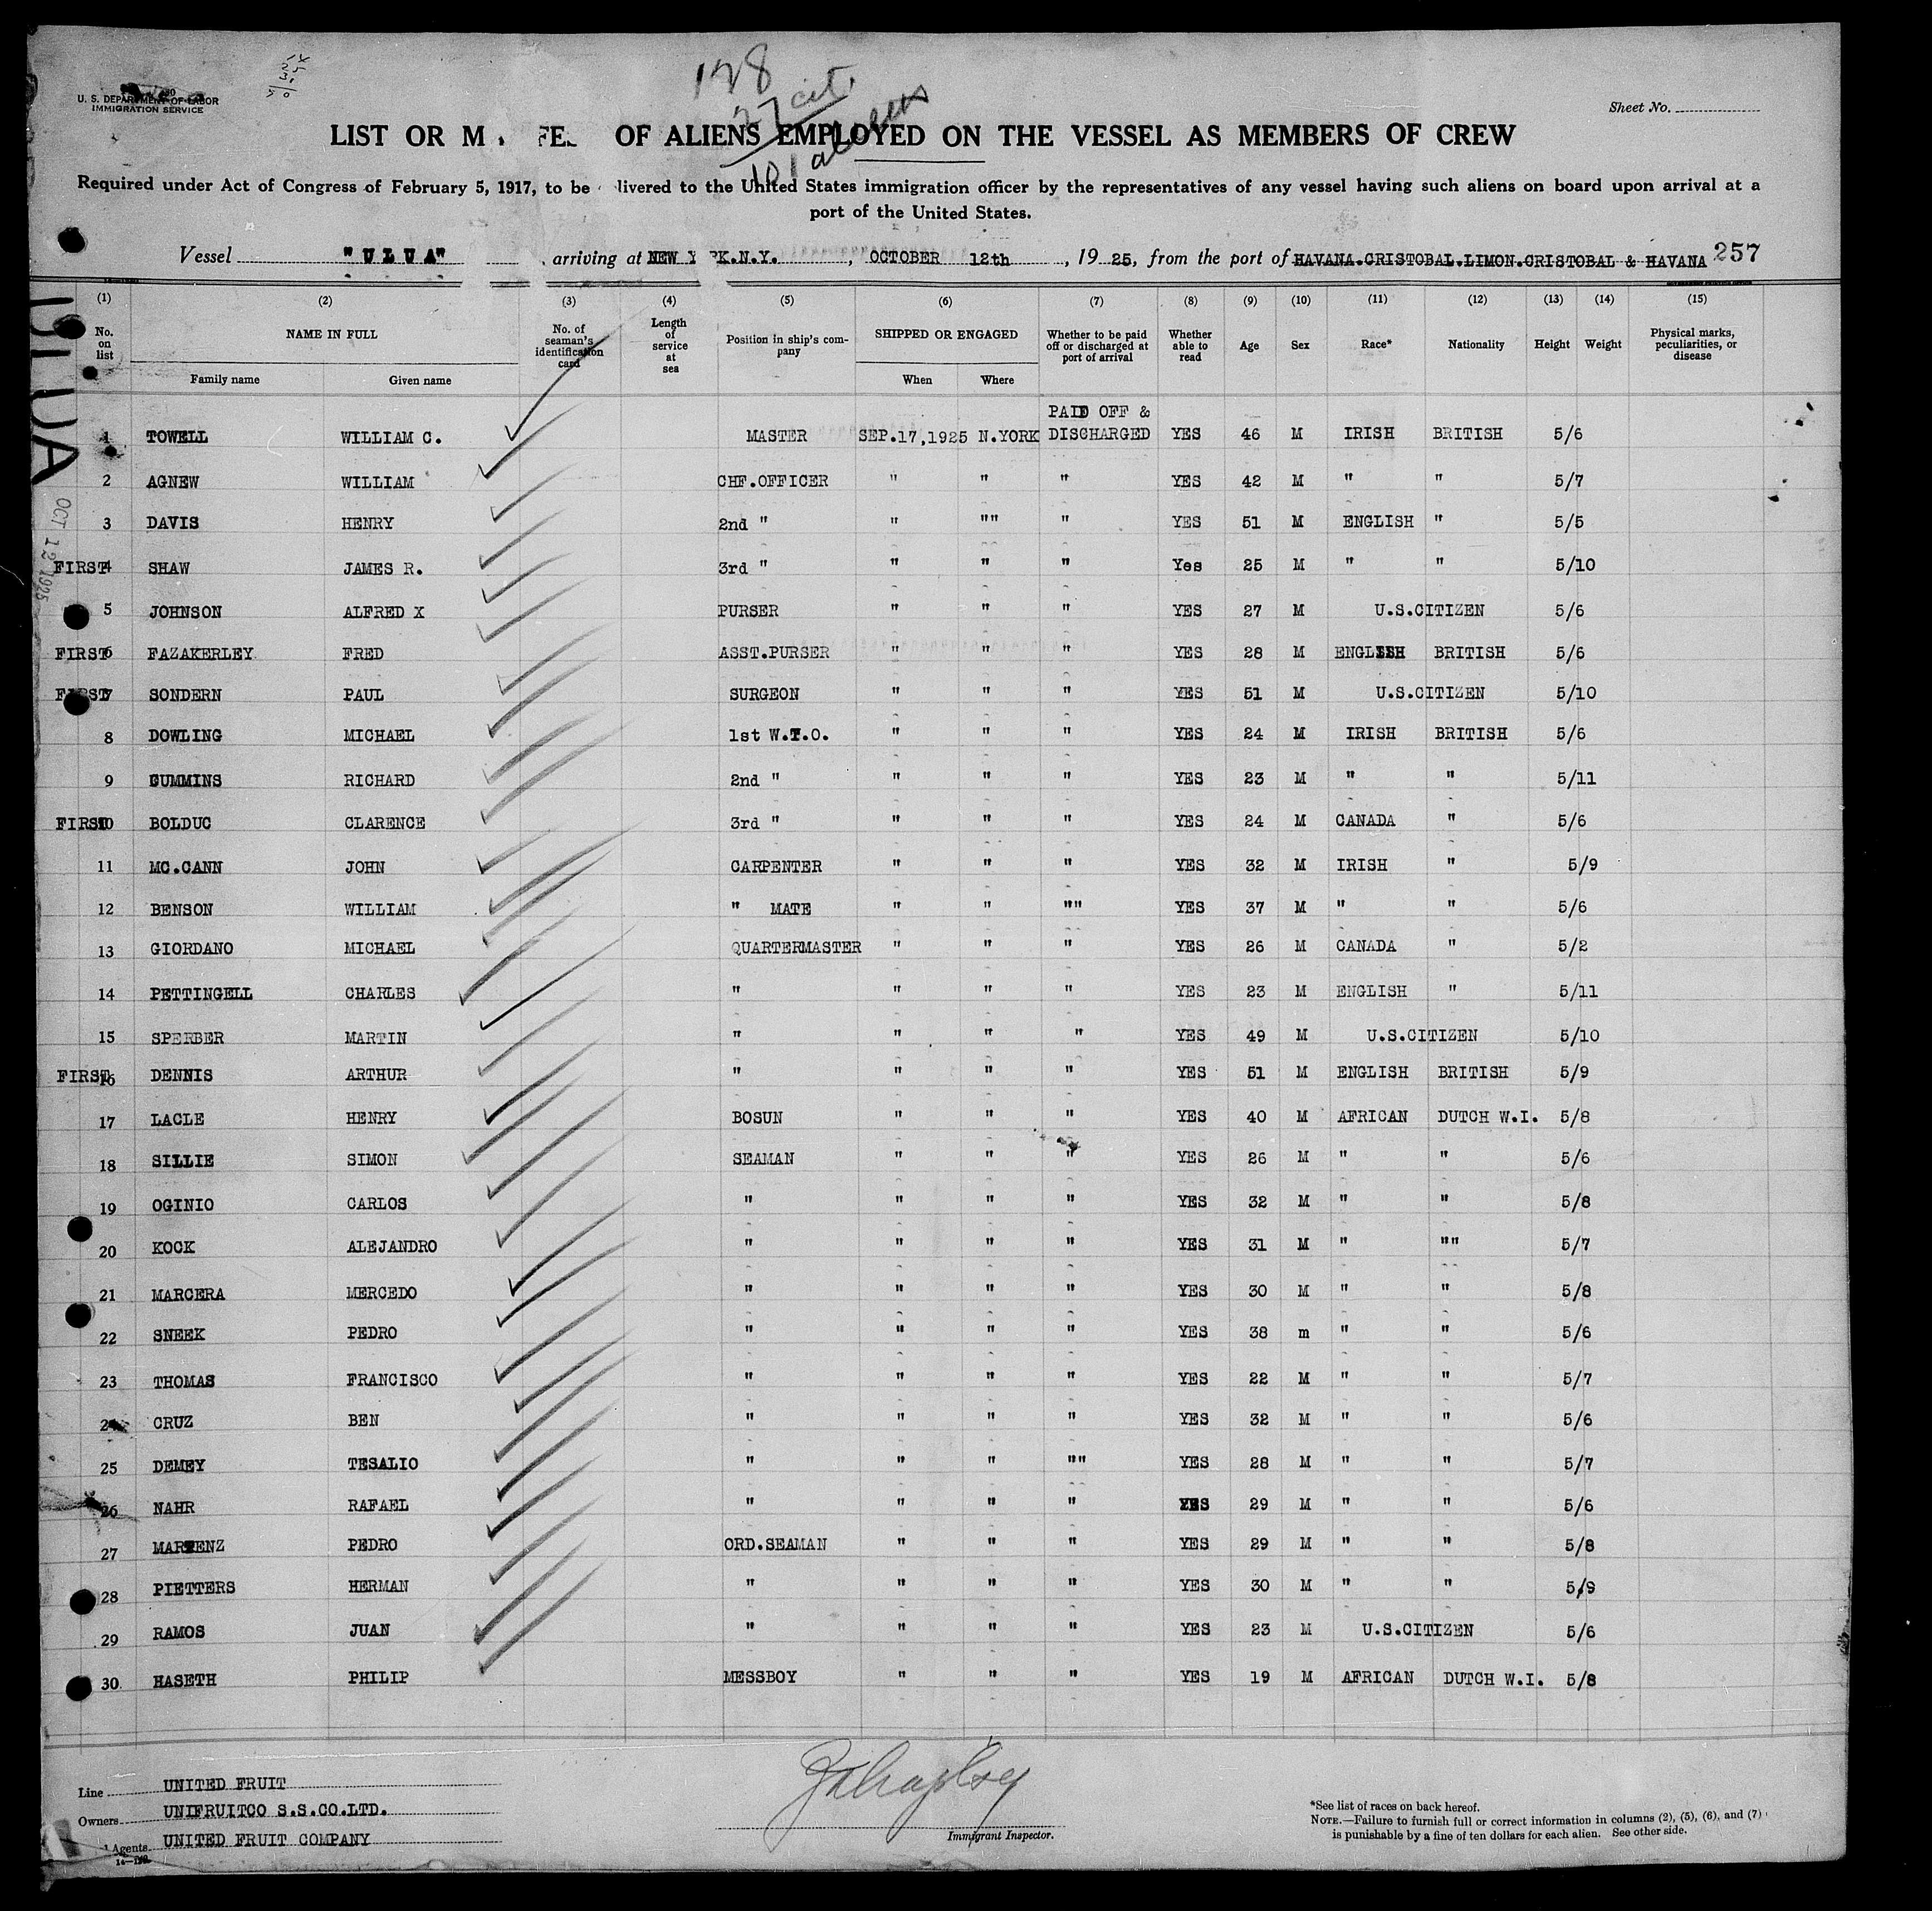 U. S. DEPARTMENT OF LABOR
IMMIGRATION SERVICE
128
27 cit.
101 aliens
Sheet No.
LIST OR M FES OF ALIENS EMPLOYED ON THE VESSEL AS MEMBERS OF CREW
Required under Act of Congress of February 5, 1917, to be livered to the United States immigration officer by the representatives of any vessel having such aliens on board upon arrival at a
port of the United States.
Vessel "ULUA" , arriving at NEW Y RK.N.Y. , OCTOBER 12th , 19 25, from the port of HAVANA.CRISTOBAL.LIMON.CRISTOBAL & HAVANA 257
ULUA
OCT 12 1925
(1) (2) (3) (4) (5) (6) (7) (8) (9) (10) (11) (12) (13) (14) (15)
No. on list NAME IN FULL Family name Given name No. of seaman's identification card Length of service at sea Position in ship's company SHIPPED OR ENGAGED When Where Whether to be paid off or discharged at port of arrival Whether able to read Age Sex Race* Nationality Height Weight Physical marks, peculiarities, or disease
PAID OFF &
1 TOWELL WILLIAM C. MASTER SEP.17,1925 N.YORK DISCHARGED YES 46 M IRISH BRITISH 5/6
2 AGNEW WILLIAM CHF.OFFICER " " " YES 42 M " " 5/7
3 DAVIS HENRY 2nd " " "" " YES 51 M ENGLISH " 5/5
FIRST 4 SHAW JAMES R. 3rd " " " " Yes 25 M " " 5/10
5 JOHNSON ALFRED X PURSER " " " YES 27 M U.S.CITIZEN 5/6
FIRST 6 FAZAKERLEY FRED ASST.PURSER " " " YES 28 M ENGLISH BRITISH 5/6
FIRST 7 SONDERN PAUL SURGEON " " " YES 51 M U.S.CITIZEN 5/10
8 DOWLING MICHAEL 1st W.T.O. " " " YES 24 M IRISH BRITISH 5/6
9 CUMMINS RICHARD 2nd " " " " YES 23 M " " 5/11
FIRST 10 BOLDUC CLARENCE 3rd " " " " YES 24 M CANADA " 5/6
11 MC.CANN JOHN CARPENTER " " " YES 32 M IRISH " 5/9
12 BENSON WILLIAM " MATE " " "" YES 37 M " " 5/6
13 GIORDANO MICHAEL QUARTERMASTER " " " YES 26 M CANADA " 5/2
14 PETTINGELL CHARLES " " " " YES 23 M ENGLISH " 5/11
15 SPERBER MARTIN " " " " YES 49 M U.S.CITIZEN 5/10
FIRST 16 DENNIS ARTHUR " " " " YES 51 M ENGLISH BRITISH 5/9
17 LACLE HENRY BOSUN " " " YES 40 M AFRICAN DUTCH W.I. 5/8
18 SILLIE SIMON SEAMAN " " " YES 26 M " " 5/6
19 OGINIO CARLOS " " " " YES 32 M " " 5/8
20 KOCK ALEJANDRO " " " " YES 31 M " "" 5/7
21 MARCERA MERCEDO " " " " YES 30 M " " 5/8
22 SNEEK PEDRO " " " " YES 38 m " " 5/6
23 THOMAS FRANCISCO " " " " YES 22 M " " 5/7
24 CRUZ BEN " " " " YES 32 M " " 5/6
25 DEMEY TESALIO " " " "" YES 28 M " " 5/7
26 NAHR RAFAEL " " " " YES 29 M " " 5/6
27 MARTENZ PEDRO ORD.SEAMAN " " " YES 29 M " " 5/8
28 PIETTERS HERMAN " " " " YES 30 M " " 5/9
29 RAMOS JUAN " " " " YES 23 M U.S.CITIZEN 5/6
30 HASETH PHILIP MESSBOY " " " YES 19 M AFRICAN DUTCH W.I. 5/8
Line UNITED FRUIT
Owners UNIFRUITCO S.S.CO.LTD.
Agents UNITED FRUIT COMPANY
Immigrant Inspector.
*See list of races on back hereof.
NOTE.—Failure to furnish full or correct information in columns (2), (5), (6), and (7)
is punishable by a fine of ten dollars for each alien. See other side.